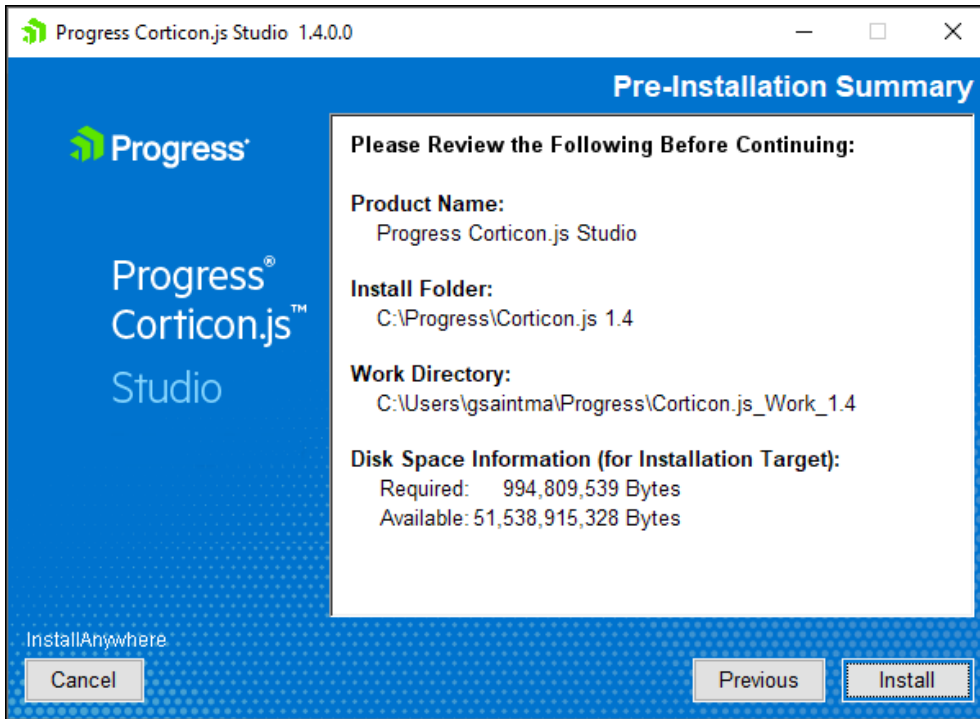 Progress Corticon.js Studio 1.4.0.0
Pre-Installation Summary
Progress
Progress®
Corticon.js™
Studio
Please Review the Following Before Continuing:
Product Name:
Progress Corticon.js Studio
Install Folder:
C:\Progress\Corticon.js 1.4
Work Directory:
C:\Users\gsaintma\Progress\Corticon.js_Work_1.4
Disk Space Information (for Installation Target):
Required: 994,809,539 Bytes
Available: 51,538,915,328 Bytes
InstallAnywhere
Cancel
Previous
Install